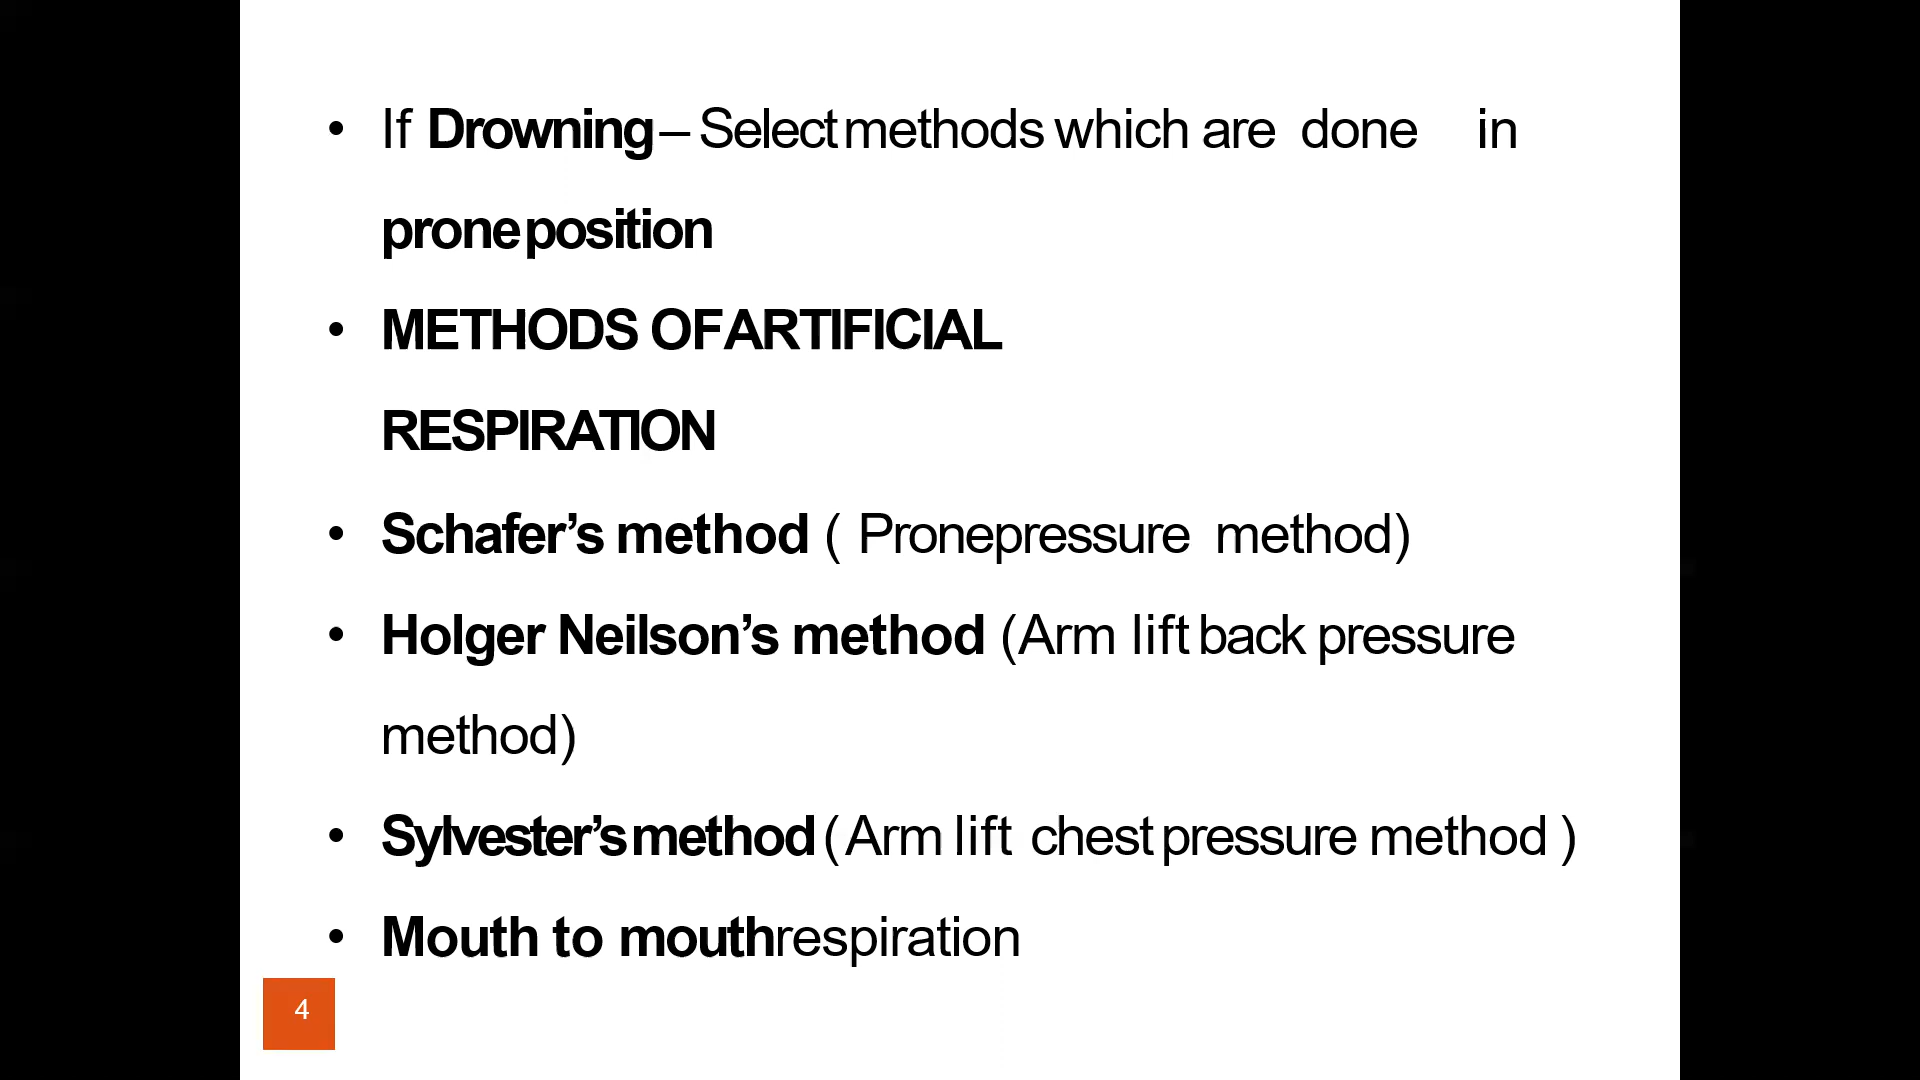 • If Drowning – Select methods which are done in
prone position
• METHODS OF ARTIFICIAL
RESPIRATION
• Schafer’s method ( Pronepressure method)
• Holger Neilson’s method (Arm lift back pressure
method)
• Sylvester’s method ( Arm lift chest pressure method )
• Mouth to mouthrespiration
4